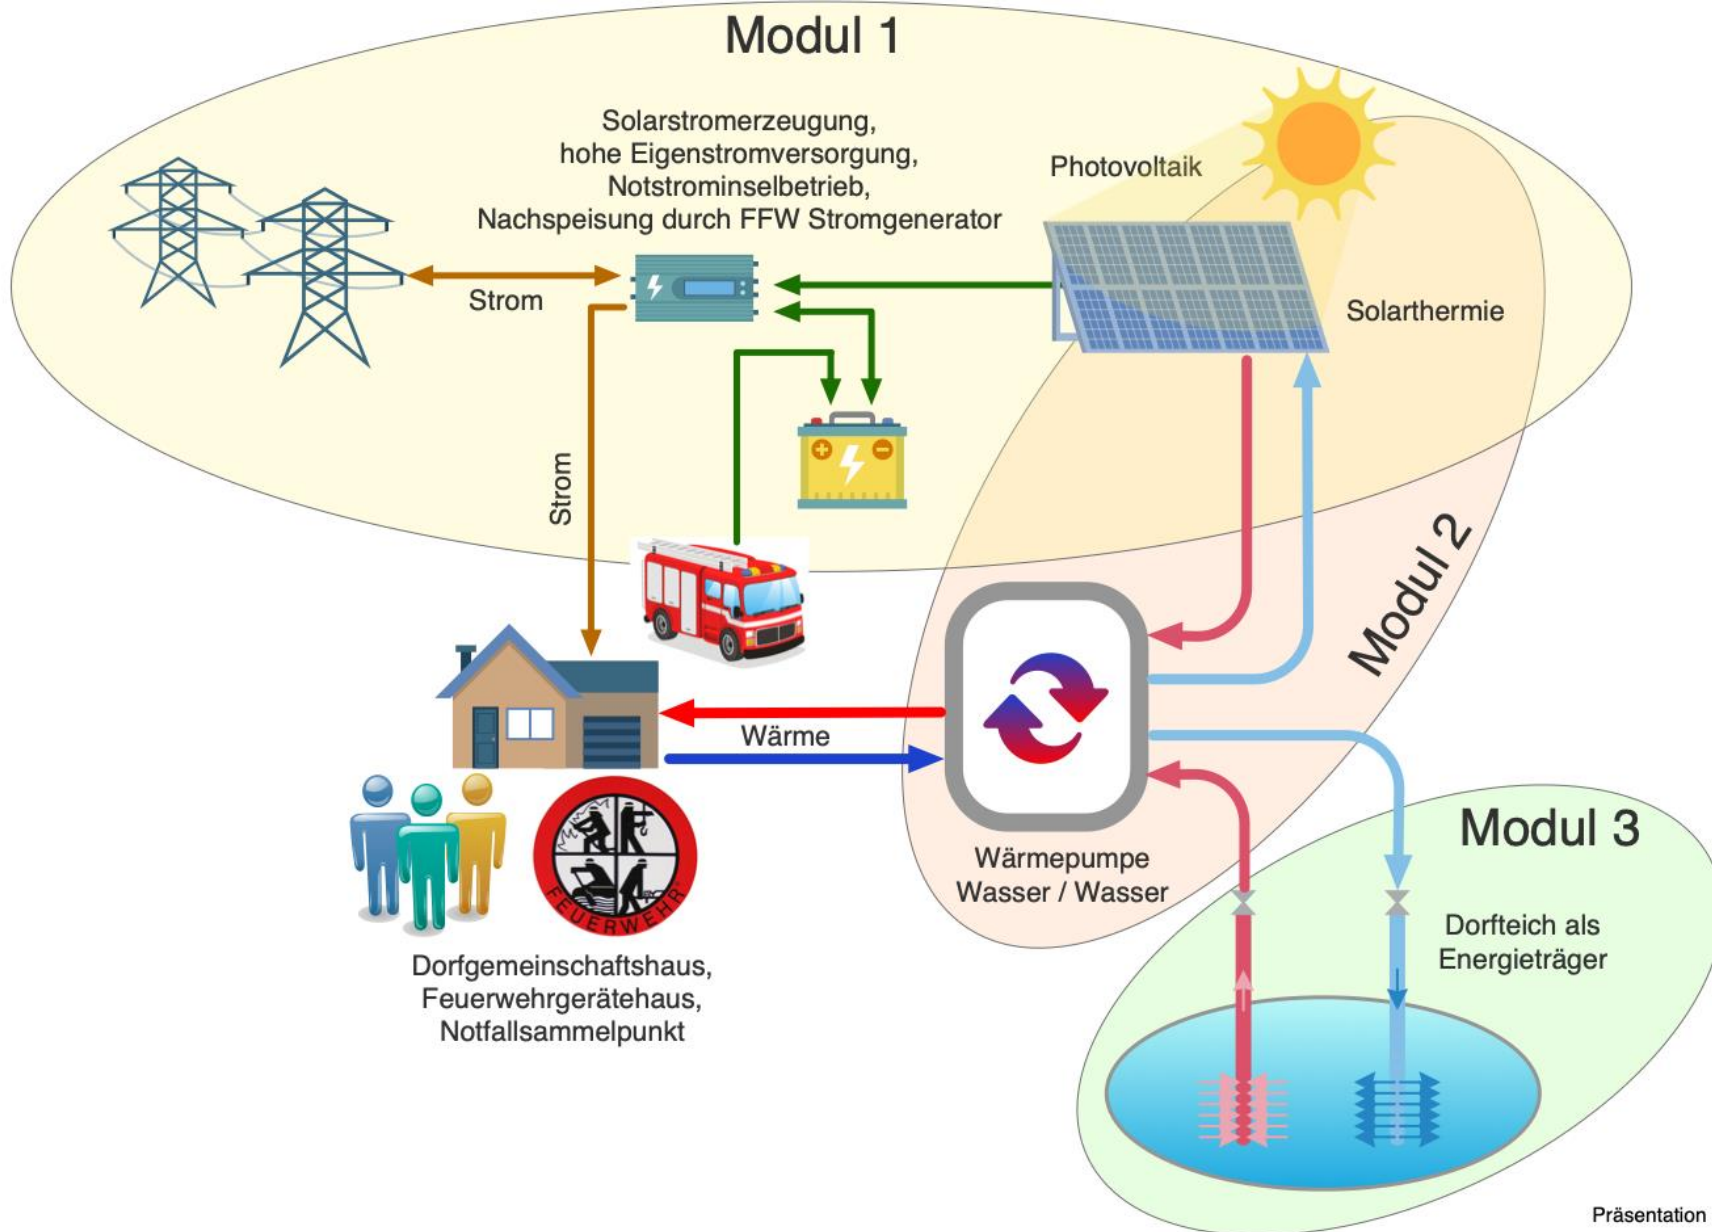 Modul 1
Solarstromerzeugung,
hohe Eigenstromversorgung,
Notstrominselbetrieb,
Nachspeisung durch FFW Stromgenerator
Photovoltaik
Strom
Solarthermie
Strom
Modul 2
Wärme
Wärmepumpe
Wasser / Wasser
Modul 3
FEUERWEHR
Dorfteich als
Energieträger
Dorfgemeinschaftshaus,
Feuerwehrgerätehaus,
Notfallsammelpunkt
Präsentation